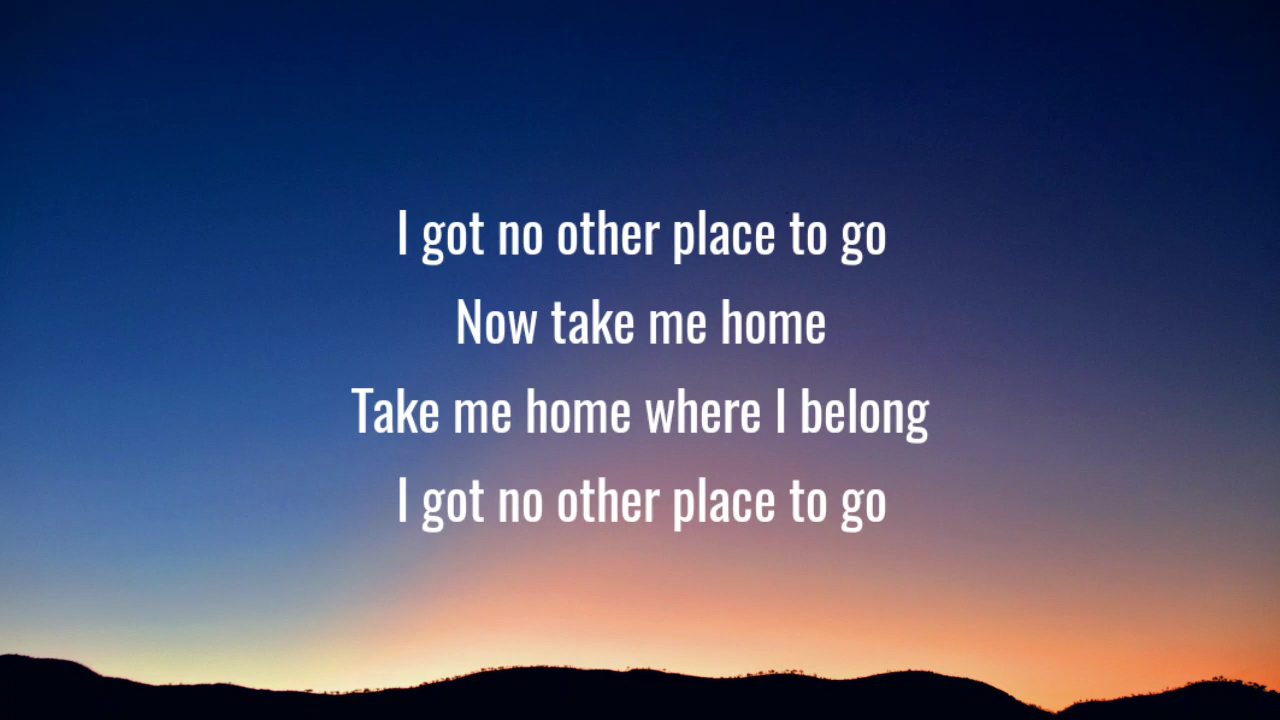 I got no other place to go
Now take me home
Take me home where I belong
I got no other place to go